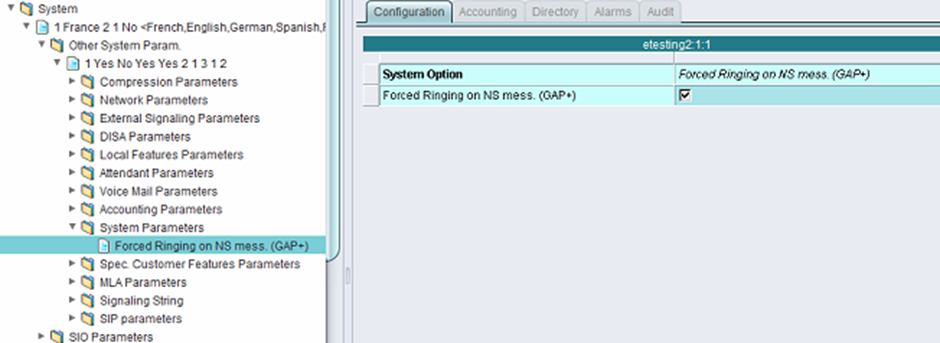 System
1 France 2 1 No <French,English,German,Spanish,F
Other System Param.
1 Yes No Yes Yes 2 1 3 1 2
Compression Parameters
Network Parameters
External Signaling Parameters
DISA Parameters
Local Features Parameters
Attendant Parameters
Voice Mail Parameters
Accounting Parameters
System Parameters
Forced Ringing on NS mess. (GAP+)
Spec. Customer Features Parameters
MLA Parameters
Signaling String
SIP parameters
SIO Parameters
Configuration Accounting Directory Alarms Audit
etesting2:1:1
System Option Forced Ringing on NS mess. (GAP+)
Forced Ringing on NS mess. (GAP+)